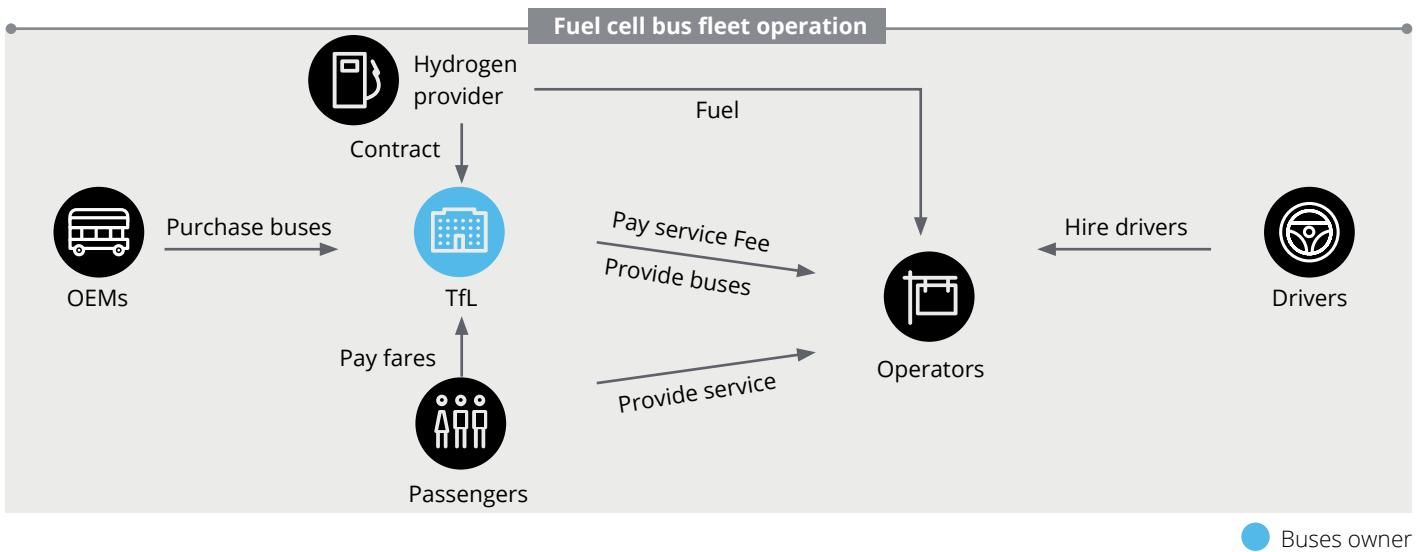 Fuel cell bus fleet operation
Hydrogen
provider
Fuel
Contract
Purchase buses
Pay service Fee
Provide buses
Hire drivers
OEMs
TfL
Drivers
Pay fares
Operators
Provide service
Passengers
Buses owner